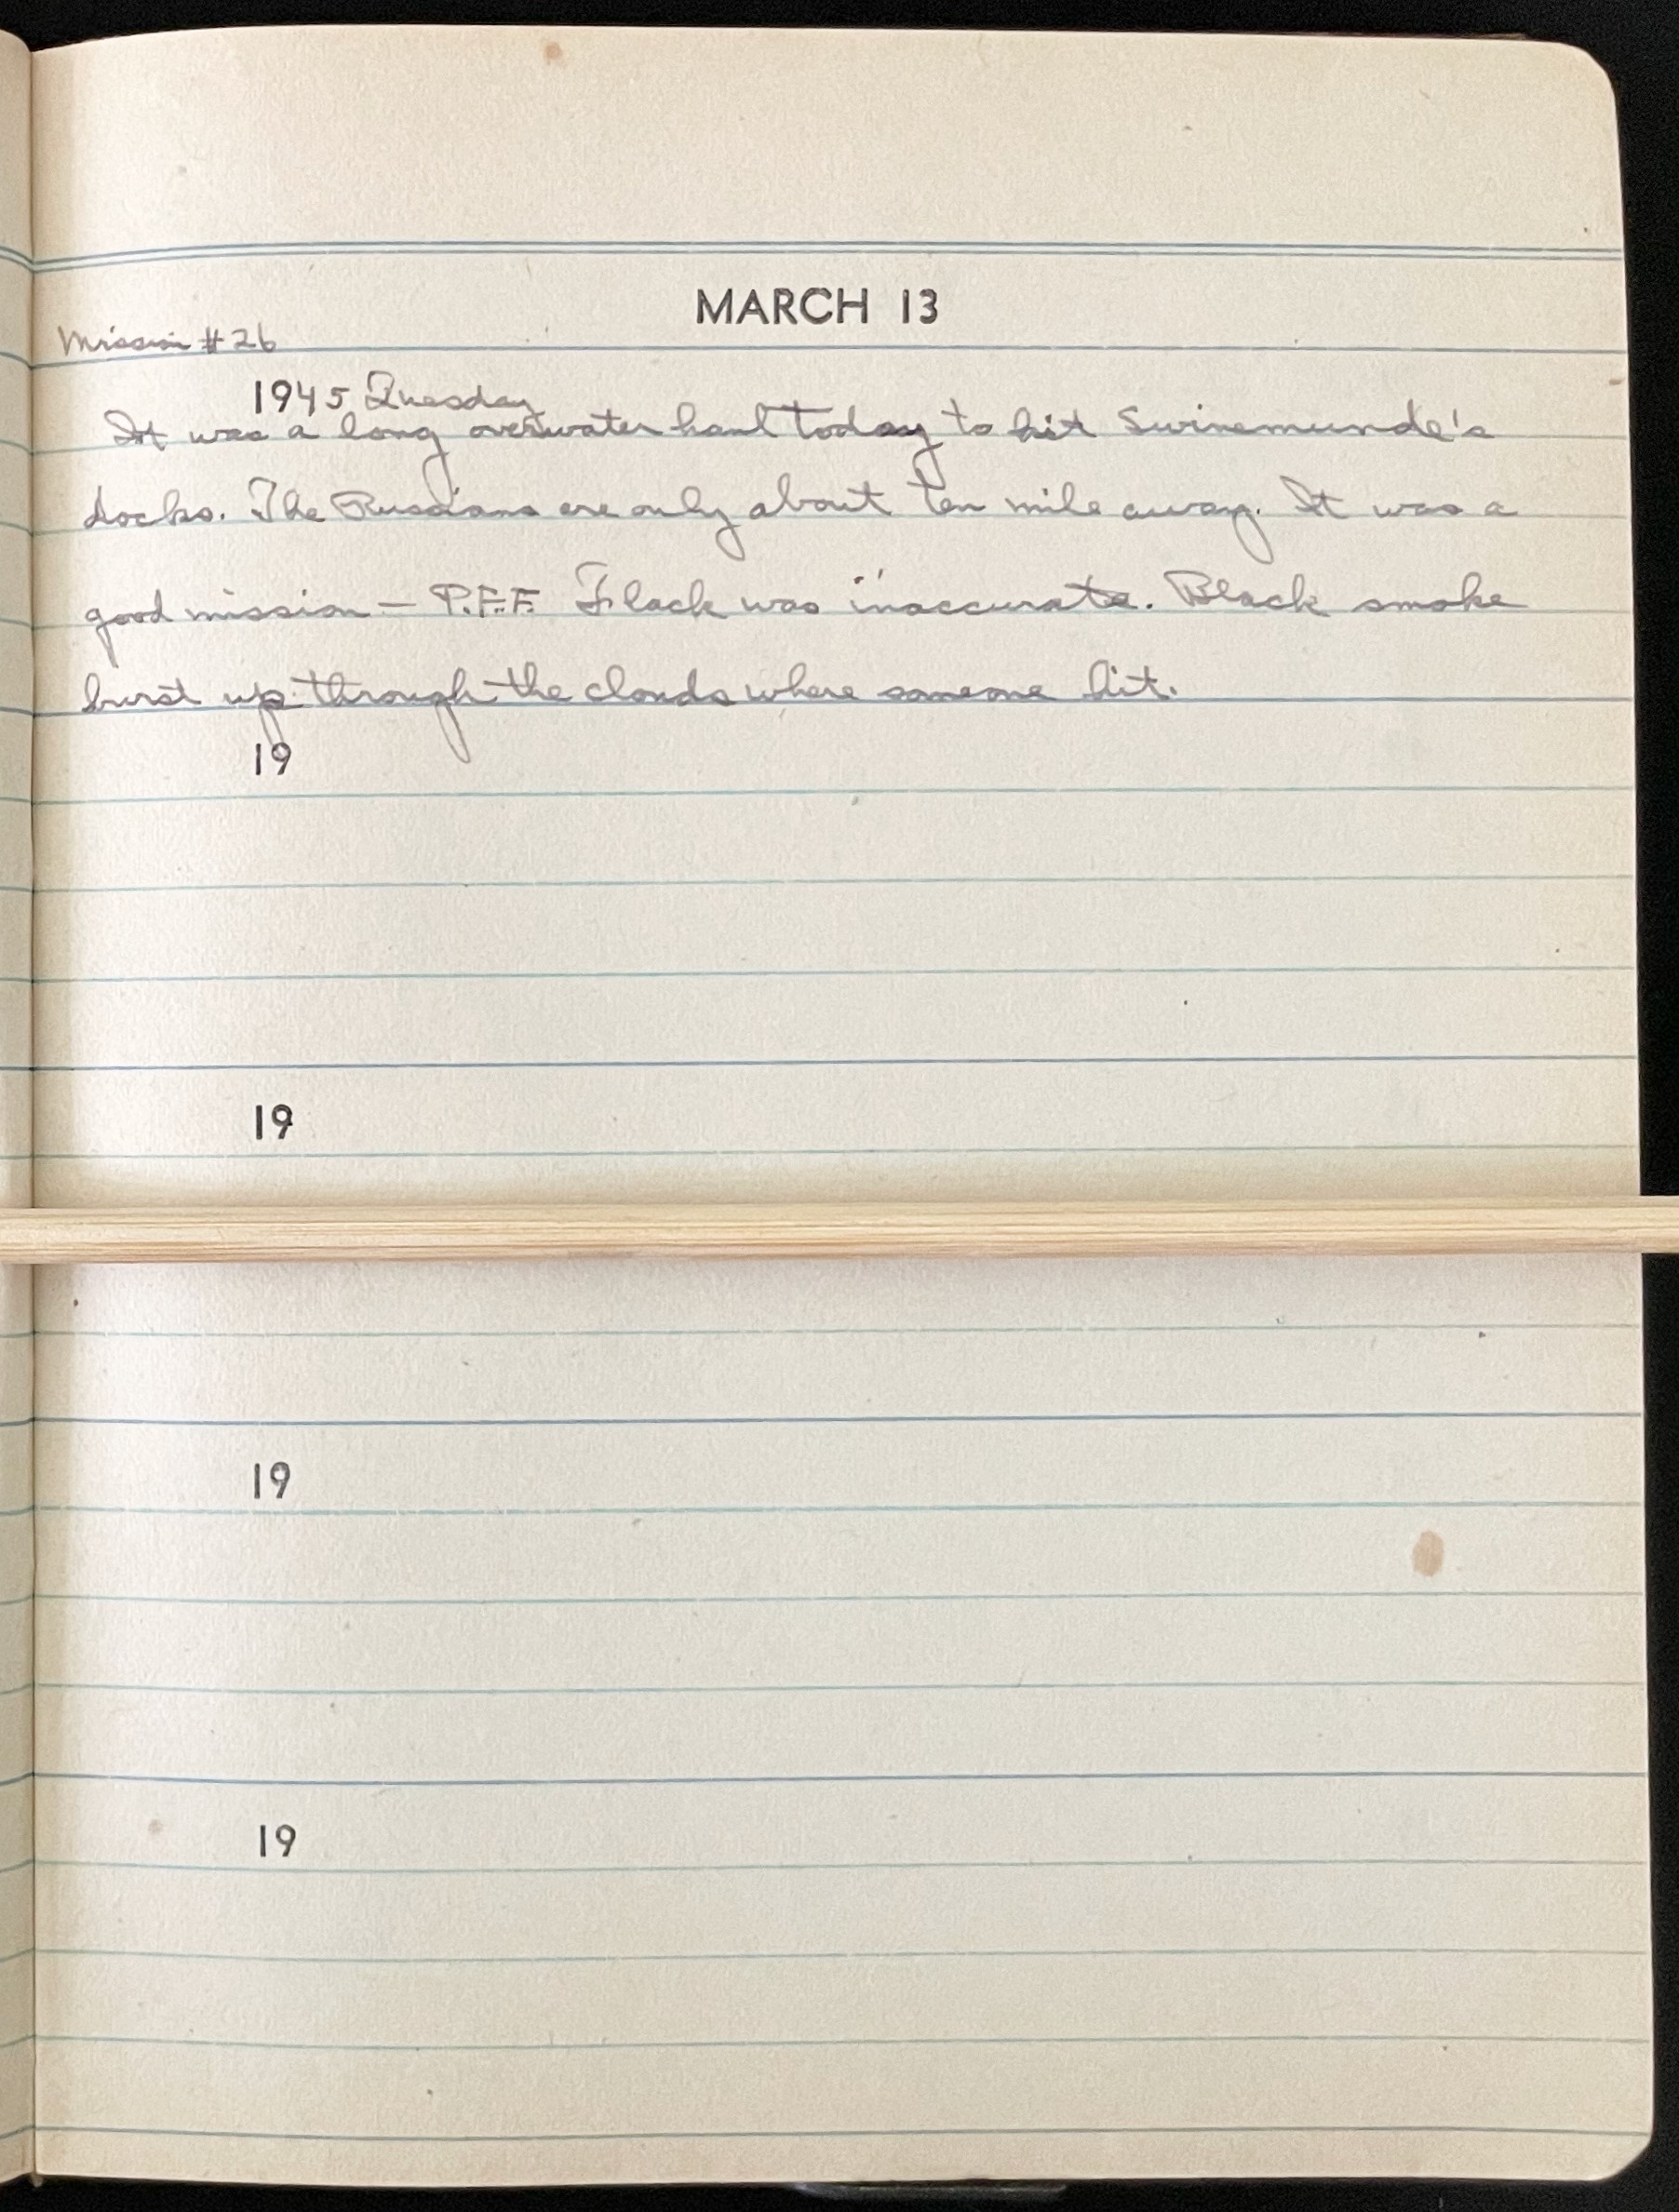 MARCH 13
Mission #26
1945 Tuesday
It was a long overwater haul today to hit Swinemunde's
docks. The Russians are only about ten mile away. It was a
good mission — P.F.F. Flack was inaccurate. Black smoke
burst up through the clouds where someone hit.
19
19
19
19